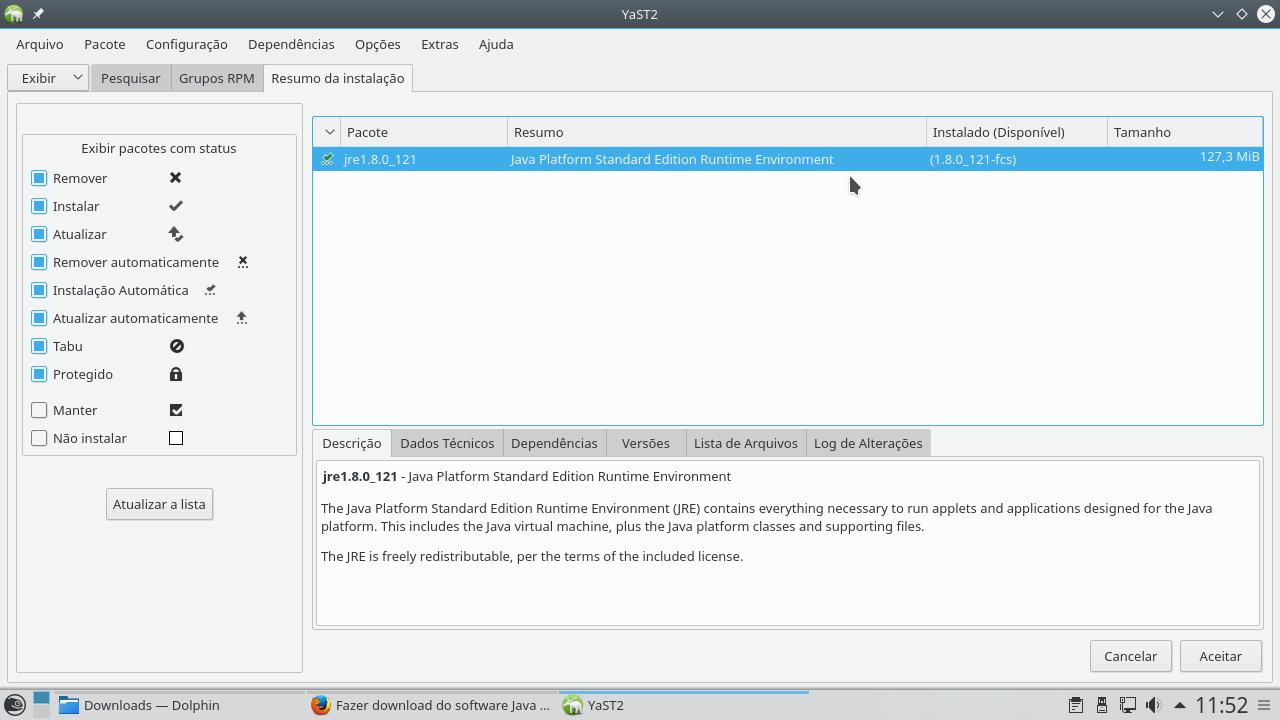 YaST2
Arquivo Pacote Configuração Dependências Opções Extras Ajuda
Exibir Pesquisar Grupos RPM Resumo da instalação
Exibir pacotes com status
Remover
Instalar
Atualizar
Remover automaticamente
Instalação Automática
Atualizar automaticamente
Tabu
Protegido
Manter
Não instalar
Atualizar a lista
Pacote Resumo Instalado (Disponível) Tamanho
jre1.8.0_121 Java Platform Standard Edition Runtime Environment (1.8.0_121-fcs) 127,3 MiB
Descrição Dados Técnicos Dependências Versões Lista de Arquivos Log de Alterações
jre1.8.0_121 - Java Platform Standard Edition Runtime Environment
The Java Platform Standard Edition Runtime Environment (JRE) contains everything necessary to run applets and applications designed for the Java
platform. This includes the Java virtual machine, plus the Java platform classes and supporting files.
The JRE is freely redistributable, per the terms of the included license.
Cancelar Aceitar
Downloads — Dolphin Fazer download do software Java ... YaST2 11:52